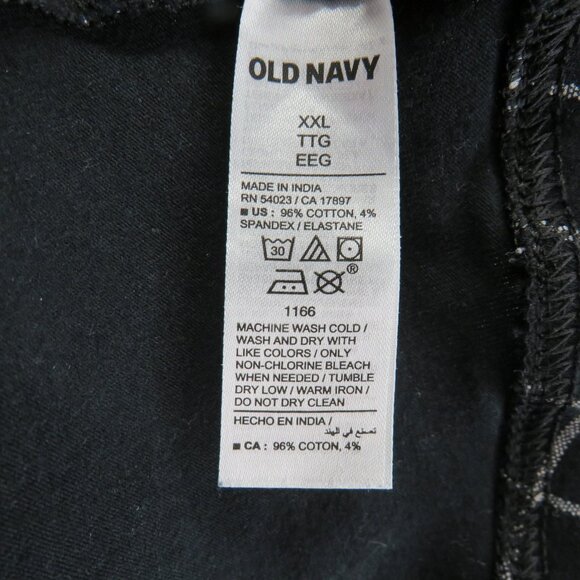 OLD NAVY
XXL
TTG
EEG
MADE IN INDIA
RN 54023 / CA 17897
■ US : 96% COTTON, 4%
SPANDEX / ELASTANE
30
®
1166
MACHINE WASH COLD /
WASH AND DRY WITH
LIKE COLORS / ONLY
NON-CHLORINE BLEACH
WHEN NEEDED / TUMBLE
DRY LOW / WARM IRON /
DO NOT DRY CLEAN
HECHO EN INDIA /
تصنع في الهند
■ CA : 96% COTTON, 4%